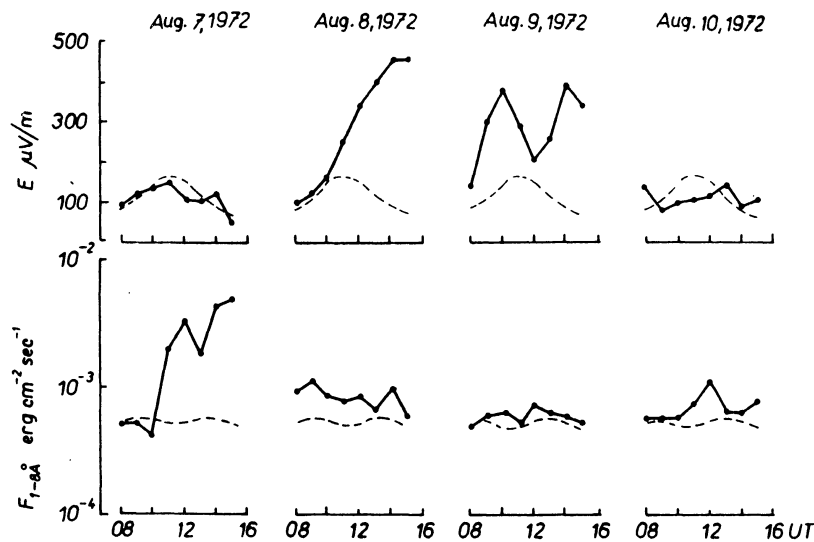 Aug. 7, 1972 Aug. 8, 1972 Aug. 9, 1972 Aug. 10, 1972
500
300
100
0
E μV/m
10⁻²
10⁻³
10⁻⁴
F₁₋₈Å erg cm⁻² sec⁻¹
08 12 16 08 12 16 08 12 16 08 12 16 UT